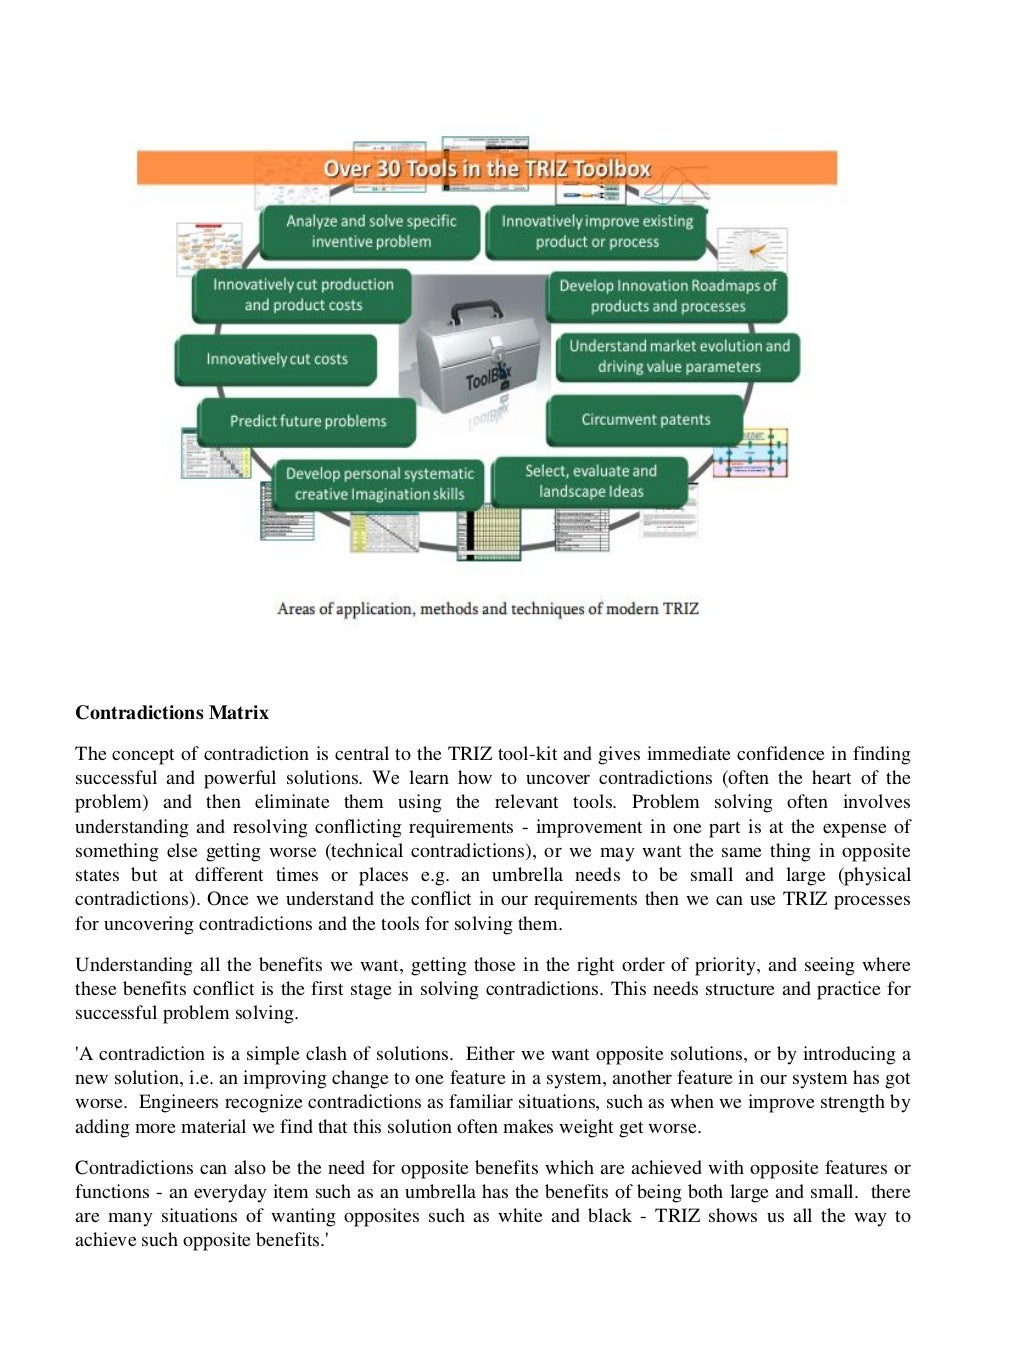 Over 30 Tools in the TRIZ Toolbox
Analyze and solve specific
inventive problem
Innovatively improve existing
product or process
Innovatively cut production
and product costs
Develop Innovation Roadmaps of
products and processes
Innovatively cut costs
ToolBox
Understand market evolution and
driving value parameters
Predict future problems
Circumvent patents
Develop personal systematic
creative Imagination skills
Select, evaluate and
landscape Ideas
Areas of application, methods and techniques of modern TRIZ
Contradictions Matrix
The concept of contradiction is central to the TRIZ tool-kit and gives immediate confidence in finding
successful and powerful solutions. We learn how to uncover contradictions (often the heart of the
problem) and then eliminate them using the relevant tools. Problem solving often involves
understanding and resolving conflicting requirements - improvement in one part is at the expense of
something else getting worse (technical contradictions), or we may want the same thing in opposite
states but at different times or places e.g. an umbrella needs to be small and large (physical
contradictions). Once we understand the conflict in our requirements then we can use TRIZ processes
for uncovering contradictions and the tools for solving them.
Understanding all the benefits we want, getting those in the right order of priority, and seeing where
these benefits conflict is the first stage in solving contradictions. This needs structure and practice for
successful problem solving.
'A contradiction is a simple clash of solutions.  Either we want opposite solutions, or by introducing a
new solution, i.e. an improving change to one feature in a system, another feature in our system has got
worse.  Engineers recognize contradictions as familiar situations, such as when we improve strength by
adding more material we find that this solution often makes weight get worse.
Contradictions can also be the need for opposite benefits which are achieved with opposite features or
functions - an everyday item such as an umbrella has the benefits of being both large and small.  there
are many situations of wanting opposites such as white and black - TRIZ shows us all the way to
achieve such opposite benefits.'